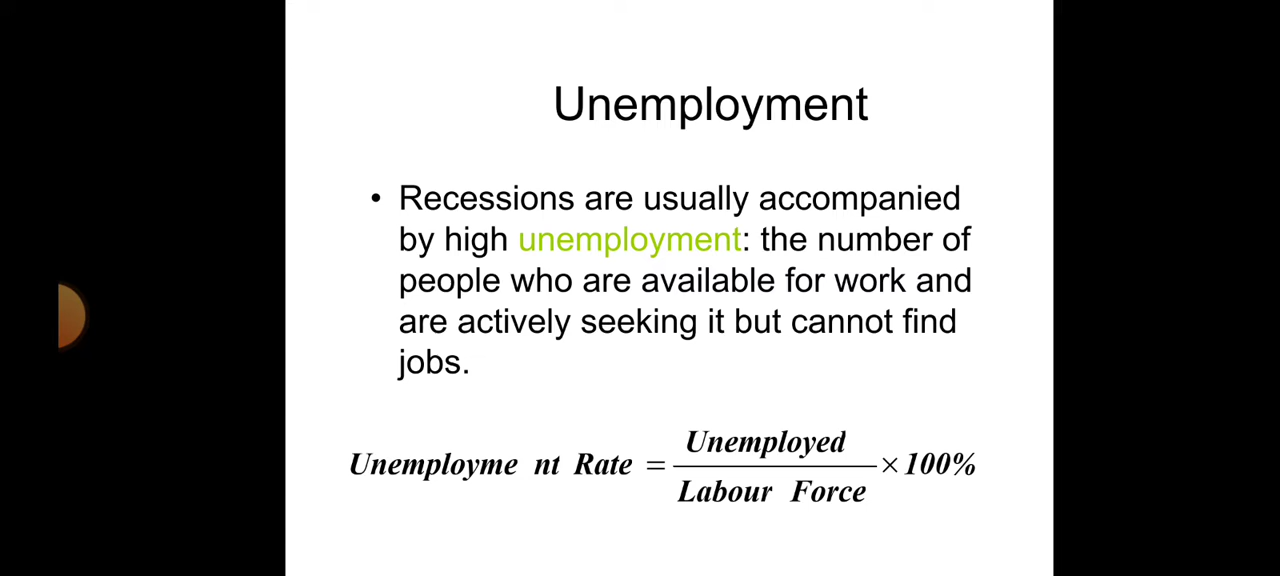 Unemployment
• Recessions are usually accompanied
by high unemployment: the number of
people who are available for work and
are actively seeking it but cannot find
jobs.
Unemployed
Unemployme nt Rate = ———— × 100%
Labour Force